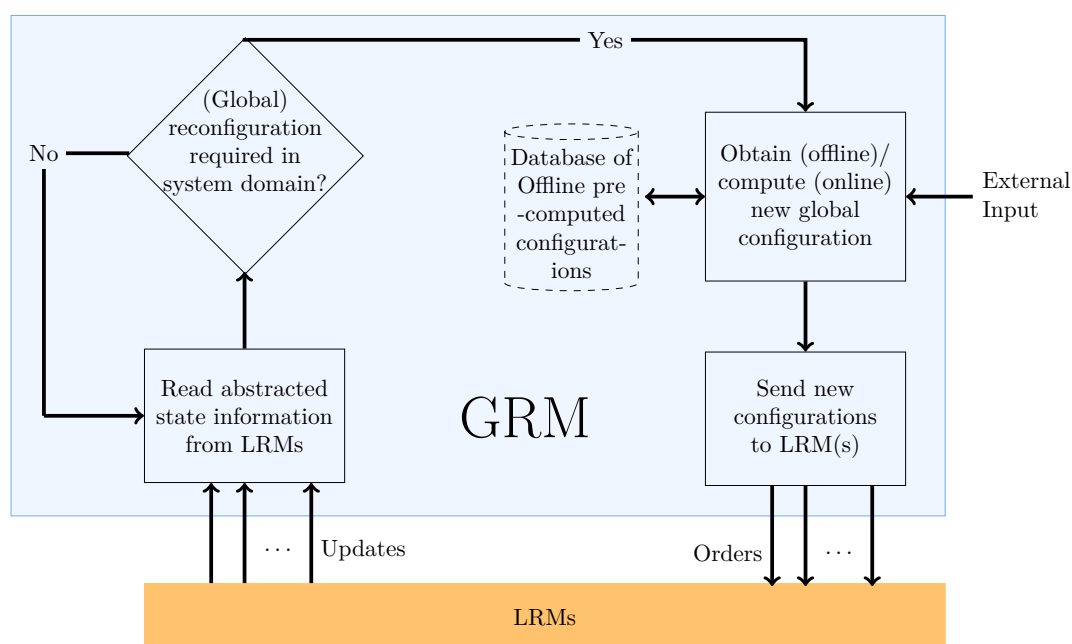 Yes
(Global)
reconfiguration
required in
system domain?
No
Database of
Offline pre
-computed
configurat-
ions
Obtain (offline)/
compute (online)
new global
configuration
External
Input
Read abstracted
state information
from LRMs
GRM
Send new
configurations
to LRM(s)
··· Updates
Orders ···
LRMs